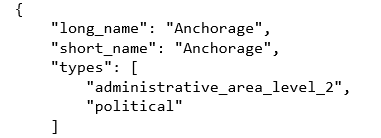 {
"long_name": "Anchorage",
"short_name": "Anchorage",
"types": [
"administrative_area_level_2",
"political"
]